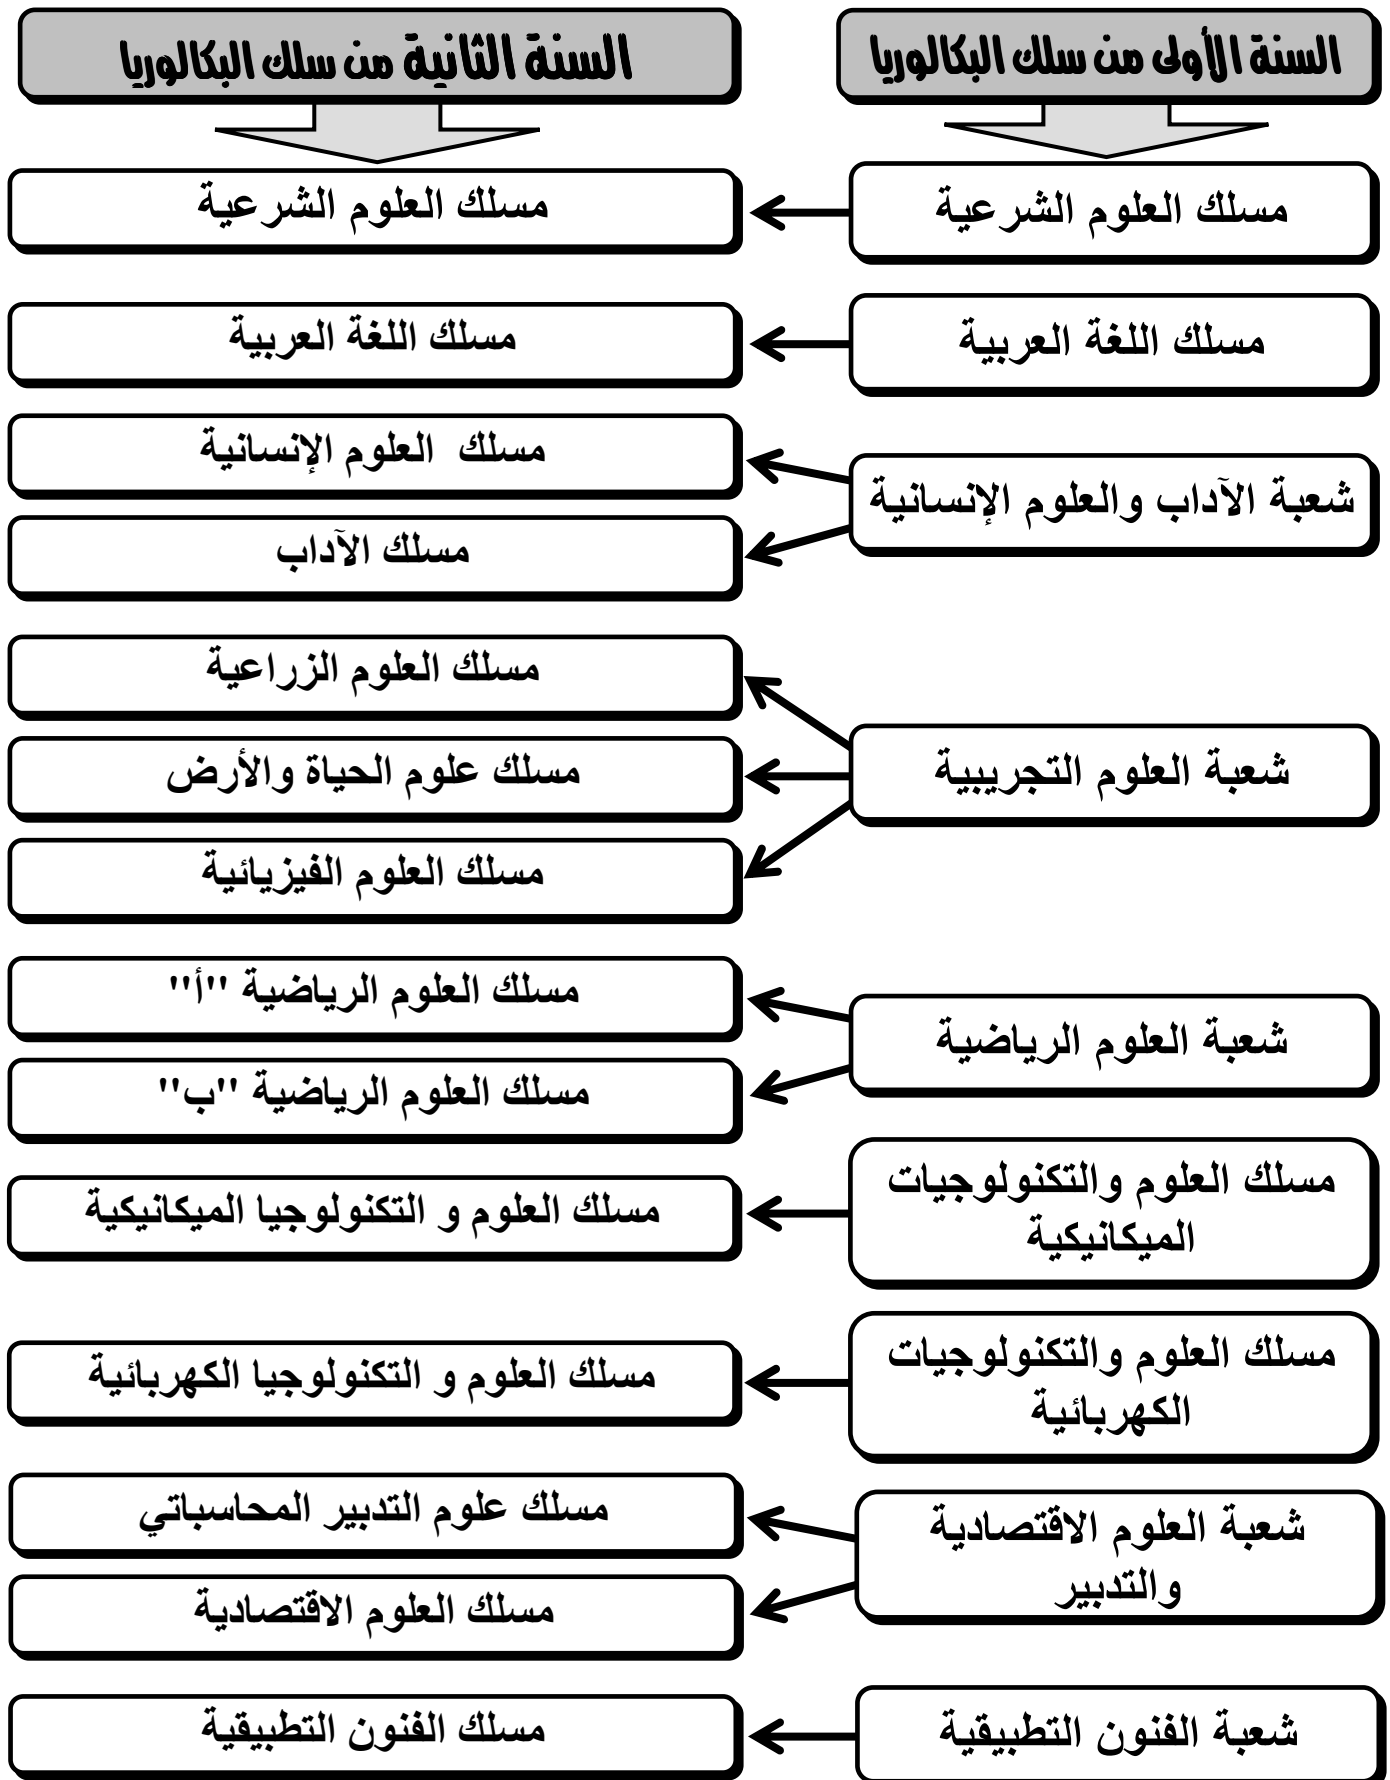 السنة الأولى من سلك البكالوريا
السنة الثانية من سلك البكالوريا
مسلك العلوم الشرعية
مسلك العلوم الشرعية
مسلك اللغة العربية
مسلك اللغة العربية
شعبة الآداب والعلوم الإنسانية
مسلك العلوم الإنسانية
مسلك الآداب
شعبة العلوم التجريبية
مسلك العلوم الزراعية
مسلك علوم الحياة والأرض
مسلك العلوم الفيزيائية
شعبة العلوم الرياضية
مسلك العلوم الرياضية "أ"
مسلك العلوم الرياضية "ب"
مسلك العلوم والتكنولوجيات
الميكانيكية
مسلك العلوم و التكنولوجيا الميكانيكية
مسلك العلوم والتكنولوجيات
الكهربائية
مسلك العلوم و التكنولوجيا الكهربائية
شعبة العلوم الاقتصادية
والتدبير
مسلك علوم التدبير المحاسباتي
مسلك العلوم الاقتصادية
شعبة الفنون التطبيقية
مسلك الفنون التطبيقية